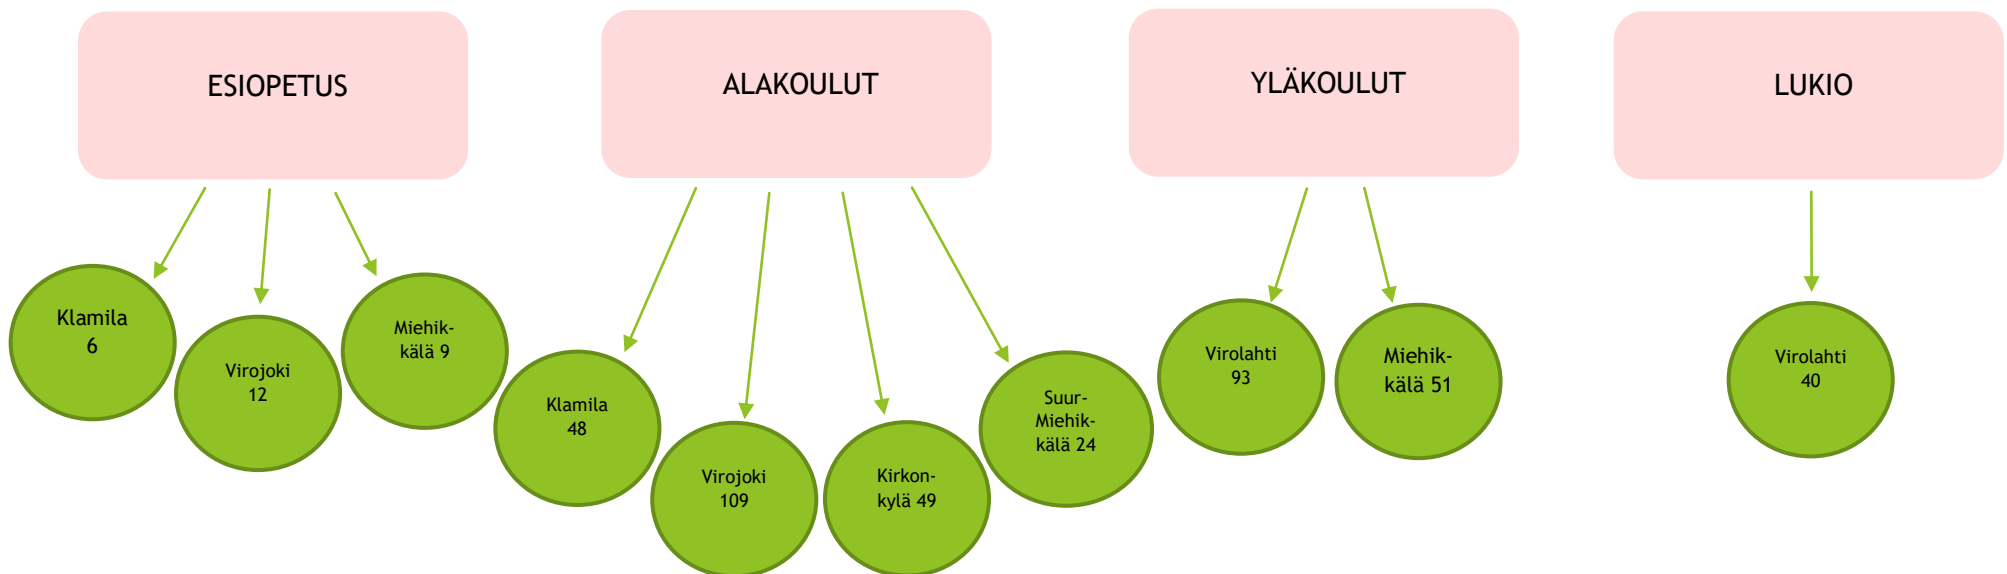 ESIOPETUS
ALAKOULUT
YLÄKOULUT
LUKIO
Klamila
6
Virojoki
12
Miehik-
kälä 9
Klamila
48
Virojoki
109
Kirkon-
kylä 49
Suur-
Miehik-
kälä 24
Virolahti
93
Miehik-
kälä 51
Virolahti
40